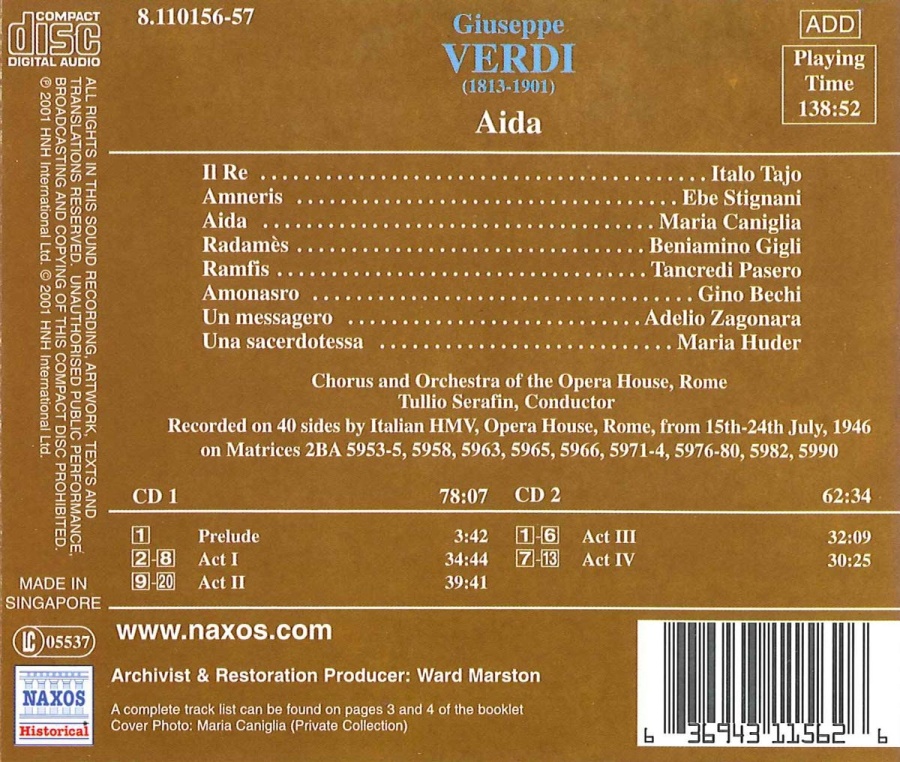 COMPACT
disc
DIGITAL AUDIO
8.110156-57
Giuseppe
VERDI
(1813-1901)
Aida
ADD
Playing
Time
138:52
ALL RIGHTS IN THIS SOUND RECORDING, ARTWORK, TEXTS AND
TRANSLATIONS RESERVED. UNAUTHORISED PUBLIC PERFORMANCE,
BROADCASTING AND COPYING OF THIS COMPACT DISC PROHIBITED.
℗ 2001 HNH International Ltd. © 2001 HNH International Ltd.
Il Re ........................................ Italo Tajo
Amneris ..................................... Ebe Stignani
Aida ..................................... Maria Caniglia
Radamès .................................. Beniamino Gigli
Ramfis ................................... Tancredi Pasero
Amonasro ..................................... Gino Bechi
Un messagero ............................ Adelio Zagonara
Una sacerdotessa ............................ Maria Huder
Chorus and Orchestra of the Opera House, Rome
Tullio Serafin, Conductor
Recorded on 40 sides by Italian HMV, Opera House, Rome, from 15th-24th July, 1946
on Matrices 2BA 5953-5, 5958, 5963, 5965, 5966, 5971-4, 5976-80, 5982, 5990
CD 1 78:07 CD 2 62:34
1 Prelude 3:42 1-6 Act III 32:09
2-8 Act I 34:44 7-13 Act IV 30:25
9-20 Act II 39:41
MADE IN
SINGAPORE
LC 05537
NAXOS
Historical
www.naxos.com
Archivist & Restoration Producer: Ward Marston
A complete track list can be found on pages 3 and 4 of the booklet
Cover Photo: Maria Caniglia (Private Collection)
6 36943 11562 6